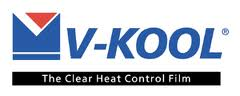 V-KOOL®
The Clear Heat Control Film